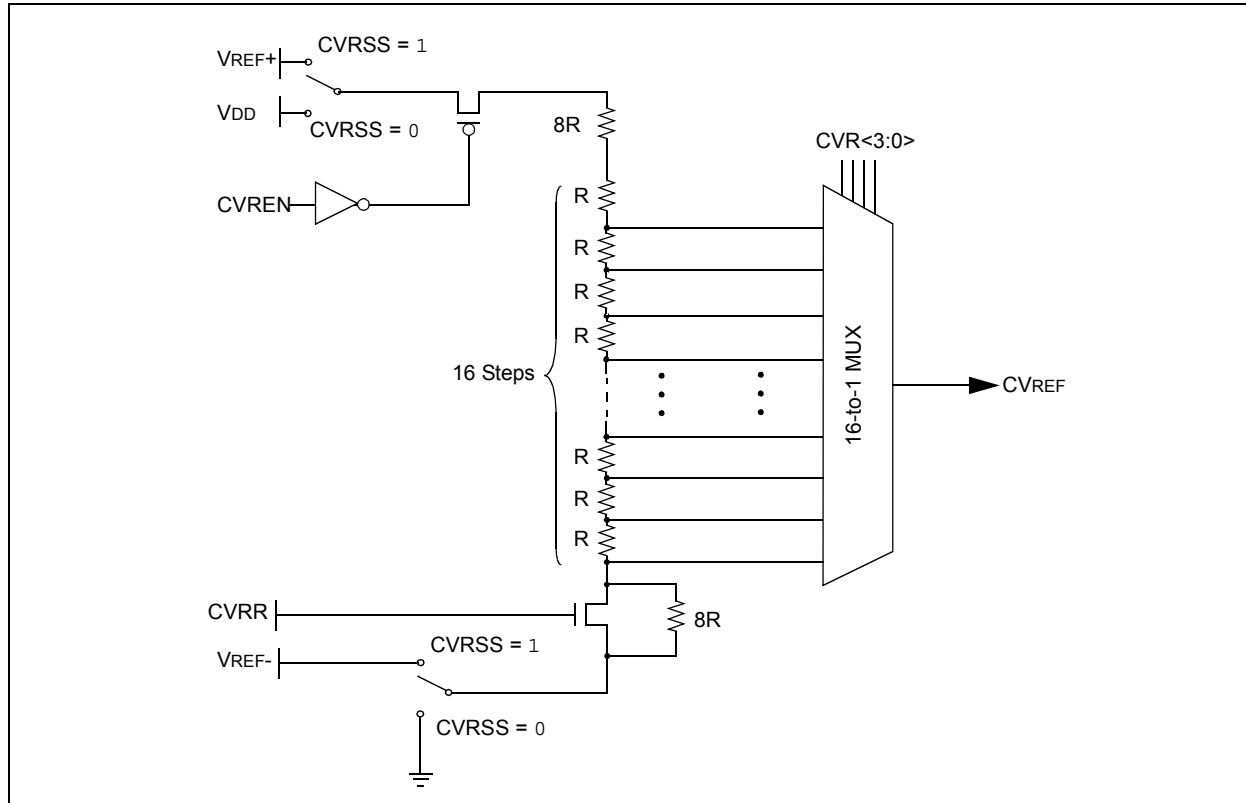 CVRSS = 1
VREF+
VDD
CVRSS = 0
8R
CVR<3:0>
CVREN
R
R
R
R
16 Steps
16-to-1 MUX
CVREF
R
R
R
CVRR
8R
CVRSS = 1
VREF-
CVRSS = 0